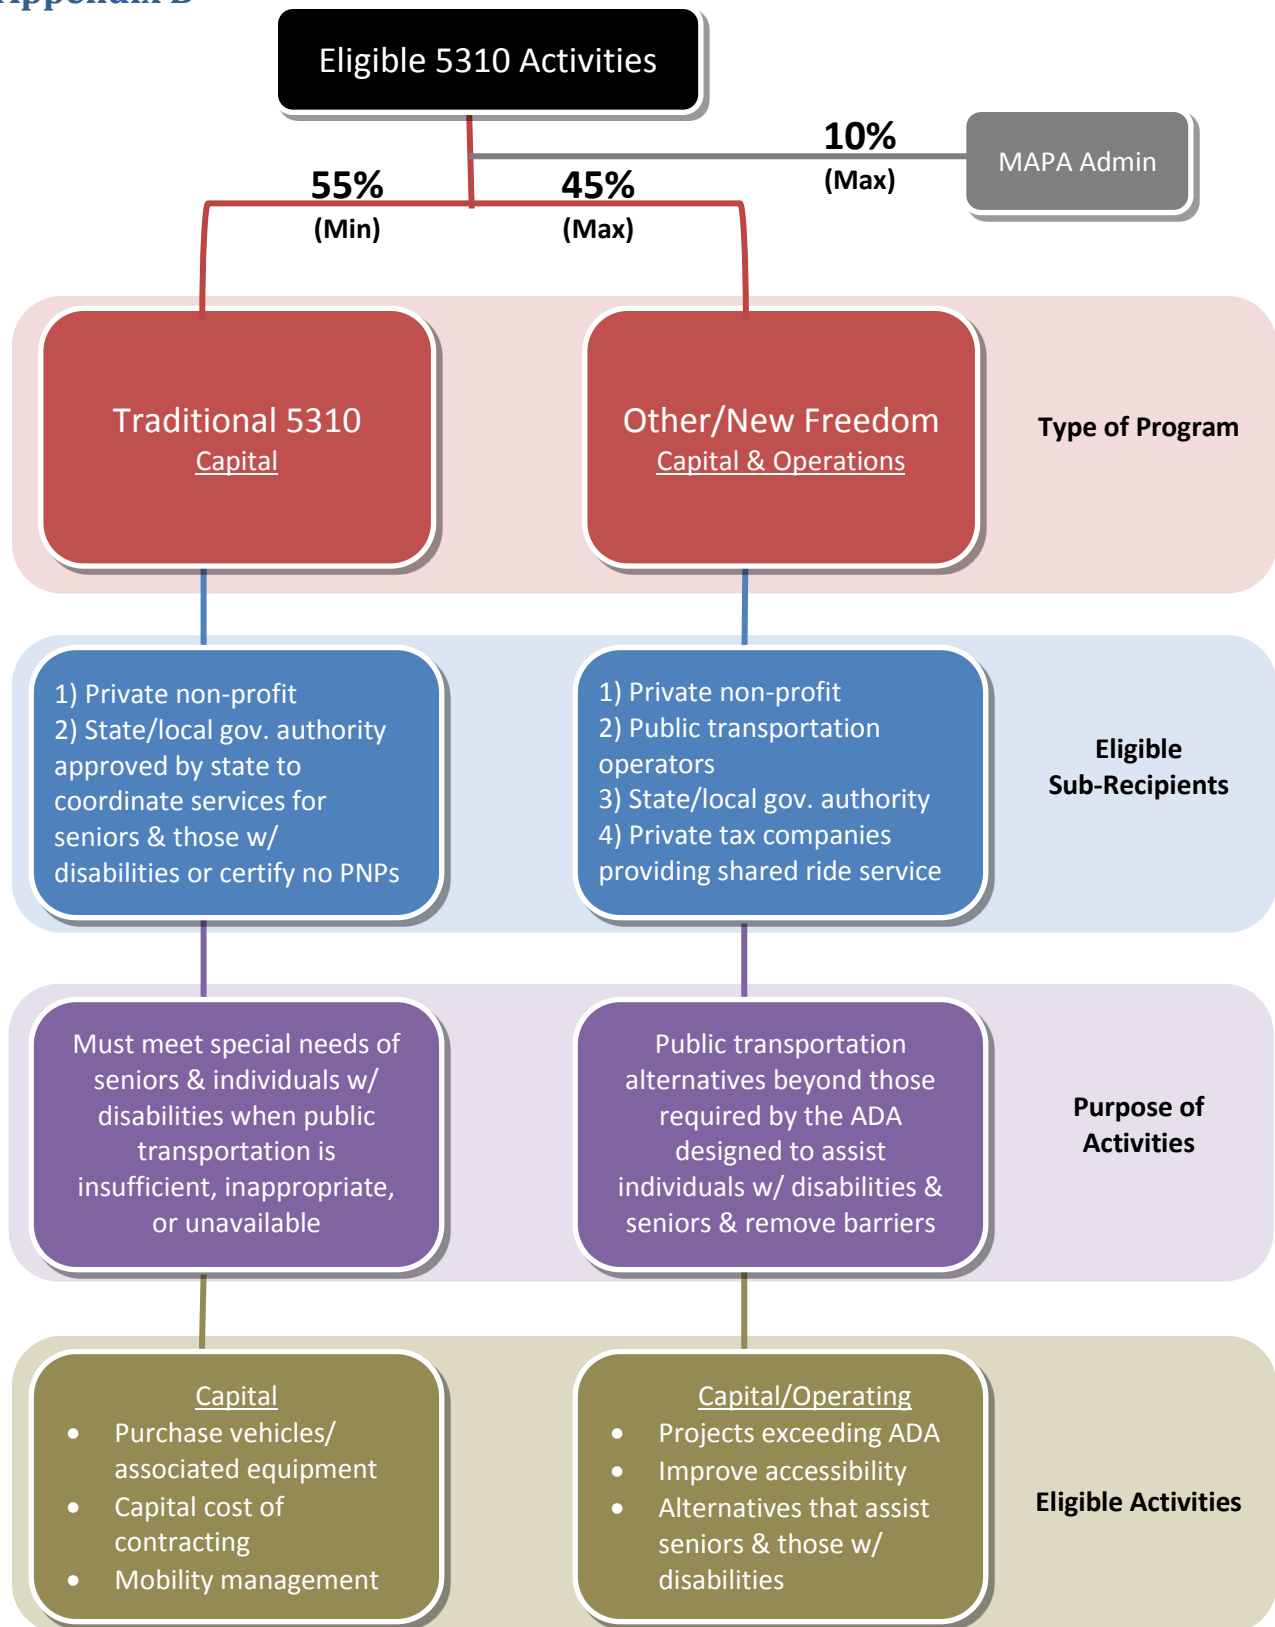 Appendix B
Eligible 5310 Activities
10%
(Max)
MAPA Admin
55%
(Min)
45%
(Max)
Traditional 5310
Capital
Other/New Freedom
Capital & Operations
Type of Program
1) Private non-profit
2) State/local gov. authority
approved by state to
coordinate services for
seniors & those w/
disabilities or certify no PNPs
1) Private non-profit
2) Public transportation
operators
3) State/local gov. authority
4) Private tax companies
providing shared ride service
Eligible
Sub-Recipients
Must meet special needs of
seniors & individuals w/
disabilities when public
transportation is
insufficient, inappropriate,
or unavailable
Public transportation
alternatives beyond those
required by the ADA
designed to assist
individuals w/ disabilities &
seniors & remove barriers
Purpose of
Activities
Capital
• Purchase vehicles/
associated equipment
• Capital cost of
contracting
• Mobility management
Capital/Operating
• Projects exceeding ADA
• Improve accessibility
• Alternatives that assist
seniors & those w/
disabilities
Eligible Activities